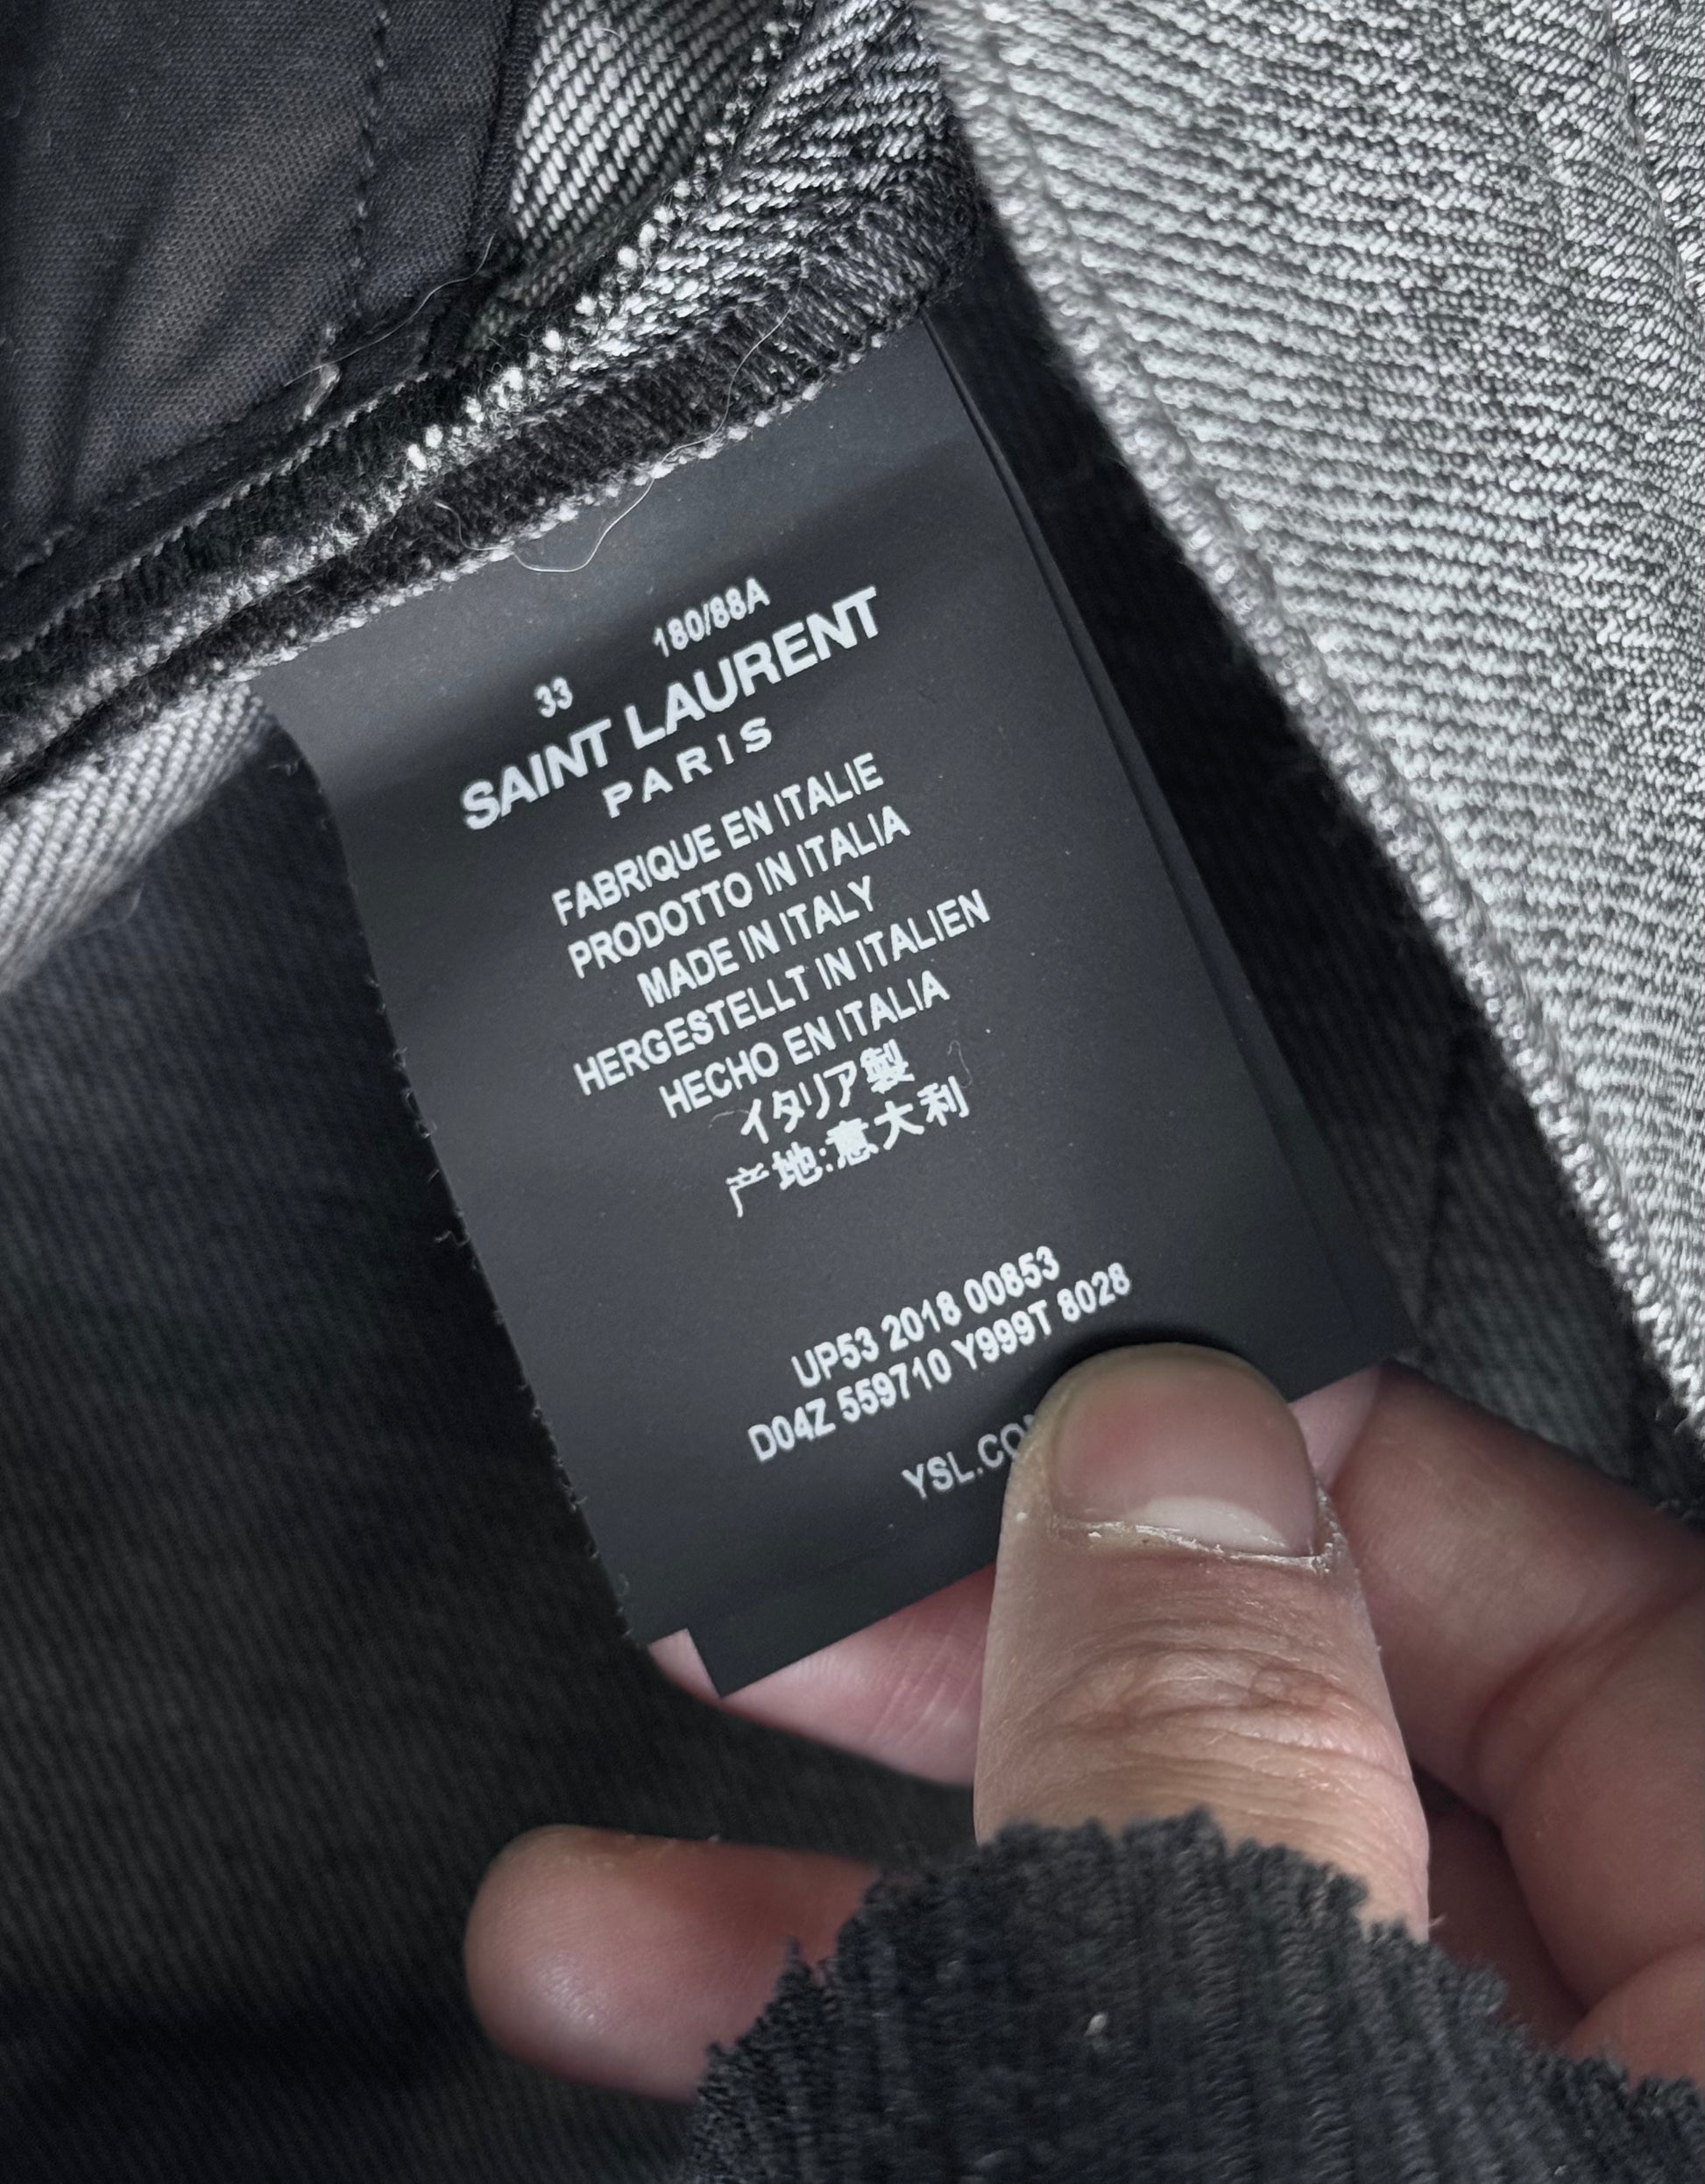 33 180/88A
SAINT LAURENT
PARIS
FABRIQUE EN ITALIE
PRODOTTO IN ITALIA
MADE IN ITALY
HERGESTELLT IN ITALIEN
HECHO EN ITALIA
イタリア製
产地:意大利
UP53 2018 00853
D04Z 559710 Y999T 8028